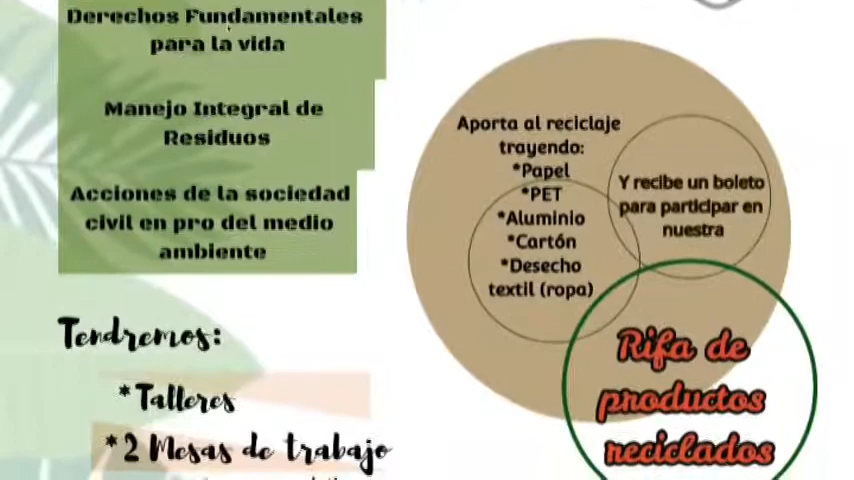 Derechos Fundamentales
para la vida
Manejo Integral de
Residuos
Acciones de la sociedad
civil en pro del medio
ambiente
Tendremos:
*Talleres
*2 Mesas de trabajo
Aporta al reciclaje
trayendo:
*Papel
*PET
*Aluminio
*Cartón
*Desecho
textil (ropa)
Y recibe un boleto
para participar en
nuestra
Rifa de
productos
reciclados